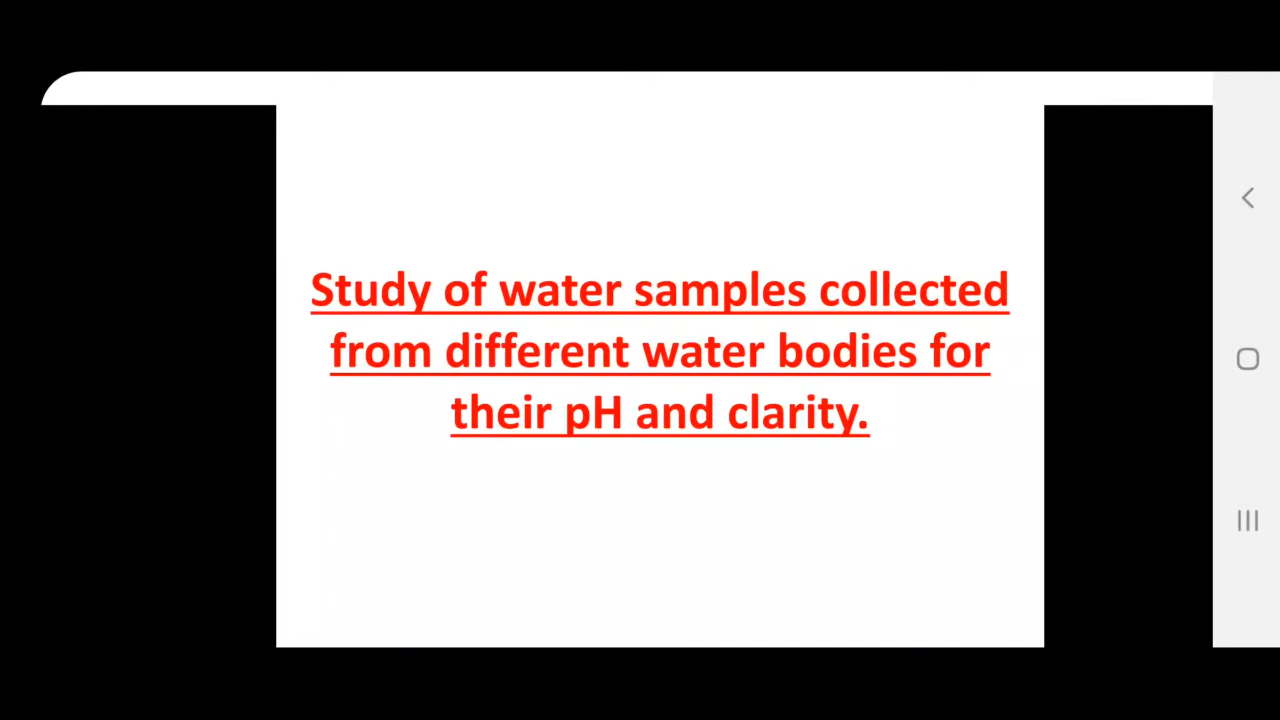 Study of water samples collected
from different water bodies for
their pH and clarity.